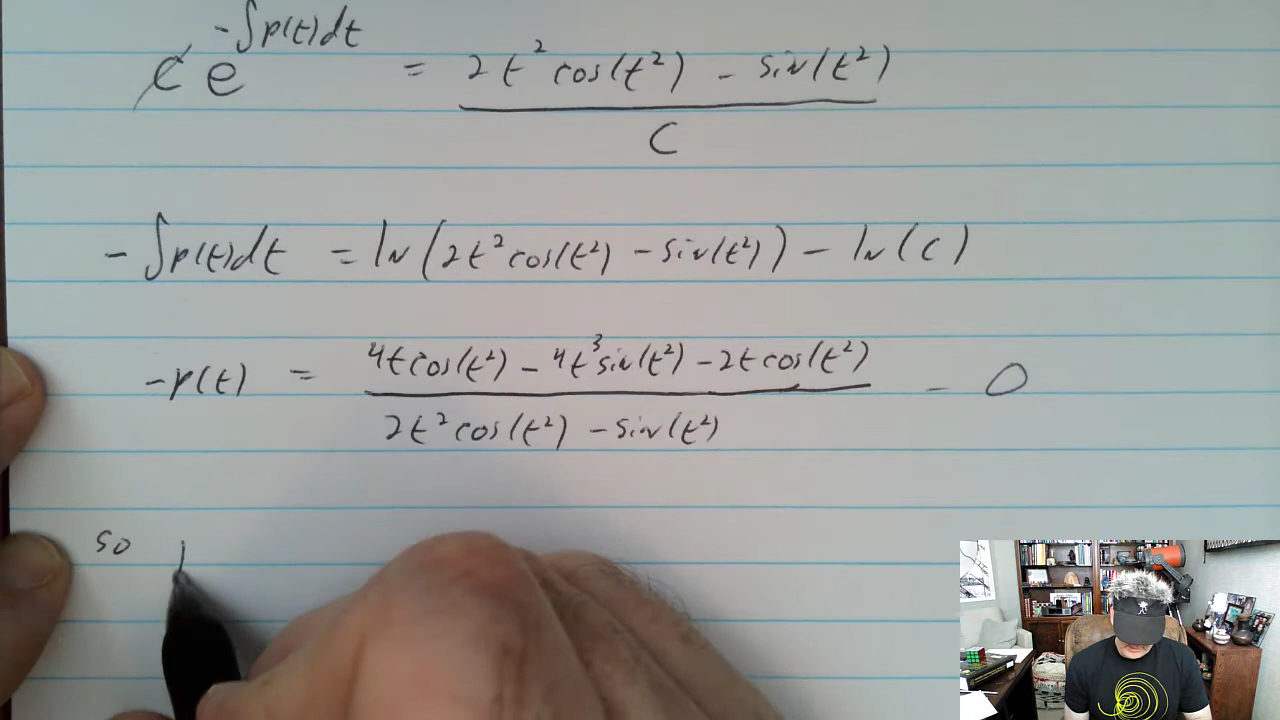 ¢ e^{-∫p(t)dt} = (2t² cos(t²) - sin(t²)) / C
-∫p(t)dt = ln(2t² cos(t²) - sin(t²)) - ln(C)
-p(t) = (4t cos(t²) - 4t³ sin(t²) - 2t cos(t²)) / (2t² cos(t²) - sin(t²)) - 0
so